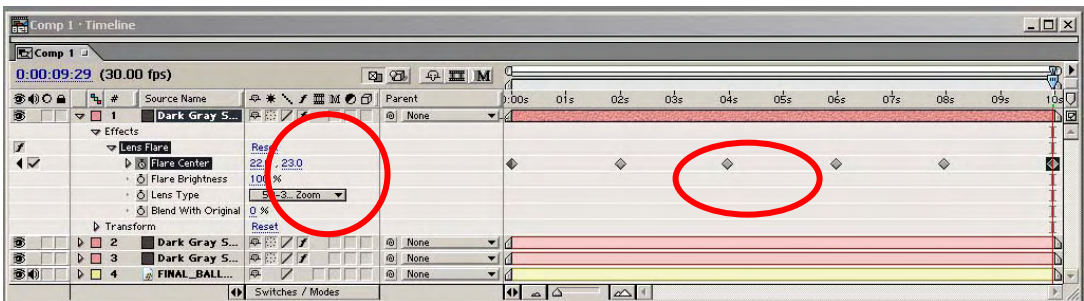 Comp 1 · Timeline
Comp 1
0:00:09:29 (30.00 fps)
# Source Name Parent
):00s 01s 02s 03s 04s 05s 06s 07s 08s 09s 10s
1 Dark Gray S... None
Effects
Lens Flare Reset
Flare Center 22.0 , 23.0
Flare Brightness 100 %
Lens Type Zoom
Blend With Original 0 %
Transform Reset
2 Dark Gray S... None
3 Dark Gray S... None
4 FINAL_BALL... None
Switches / Modes